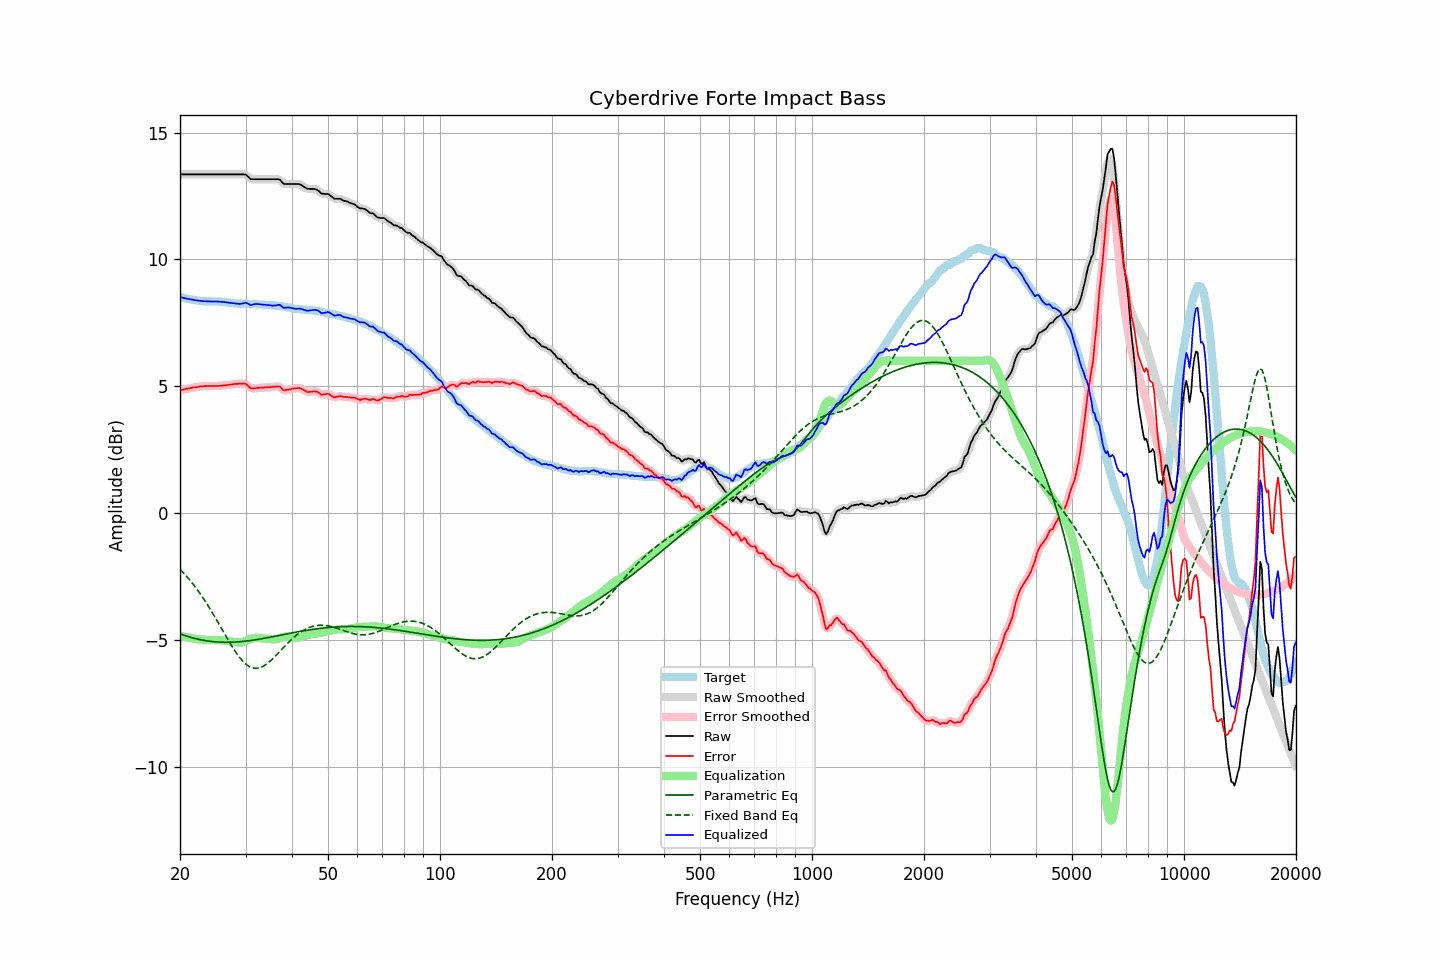 Cyberdrive Forte Impact Bass
Amplitude (dBr)
15
10
5
0
−5
−10
20
50
100
200
500
1000
2000
5000
10000
20000
Frequency (Hz)
Target
Raw Smoothed
Error Smoothed
Raw
Error
Equalization
Parametric Eq
Fixed Band Eq
Equalized